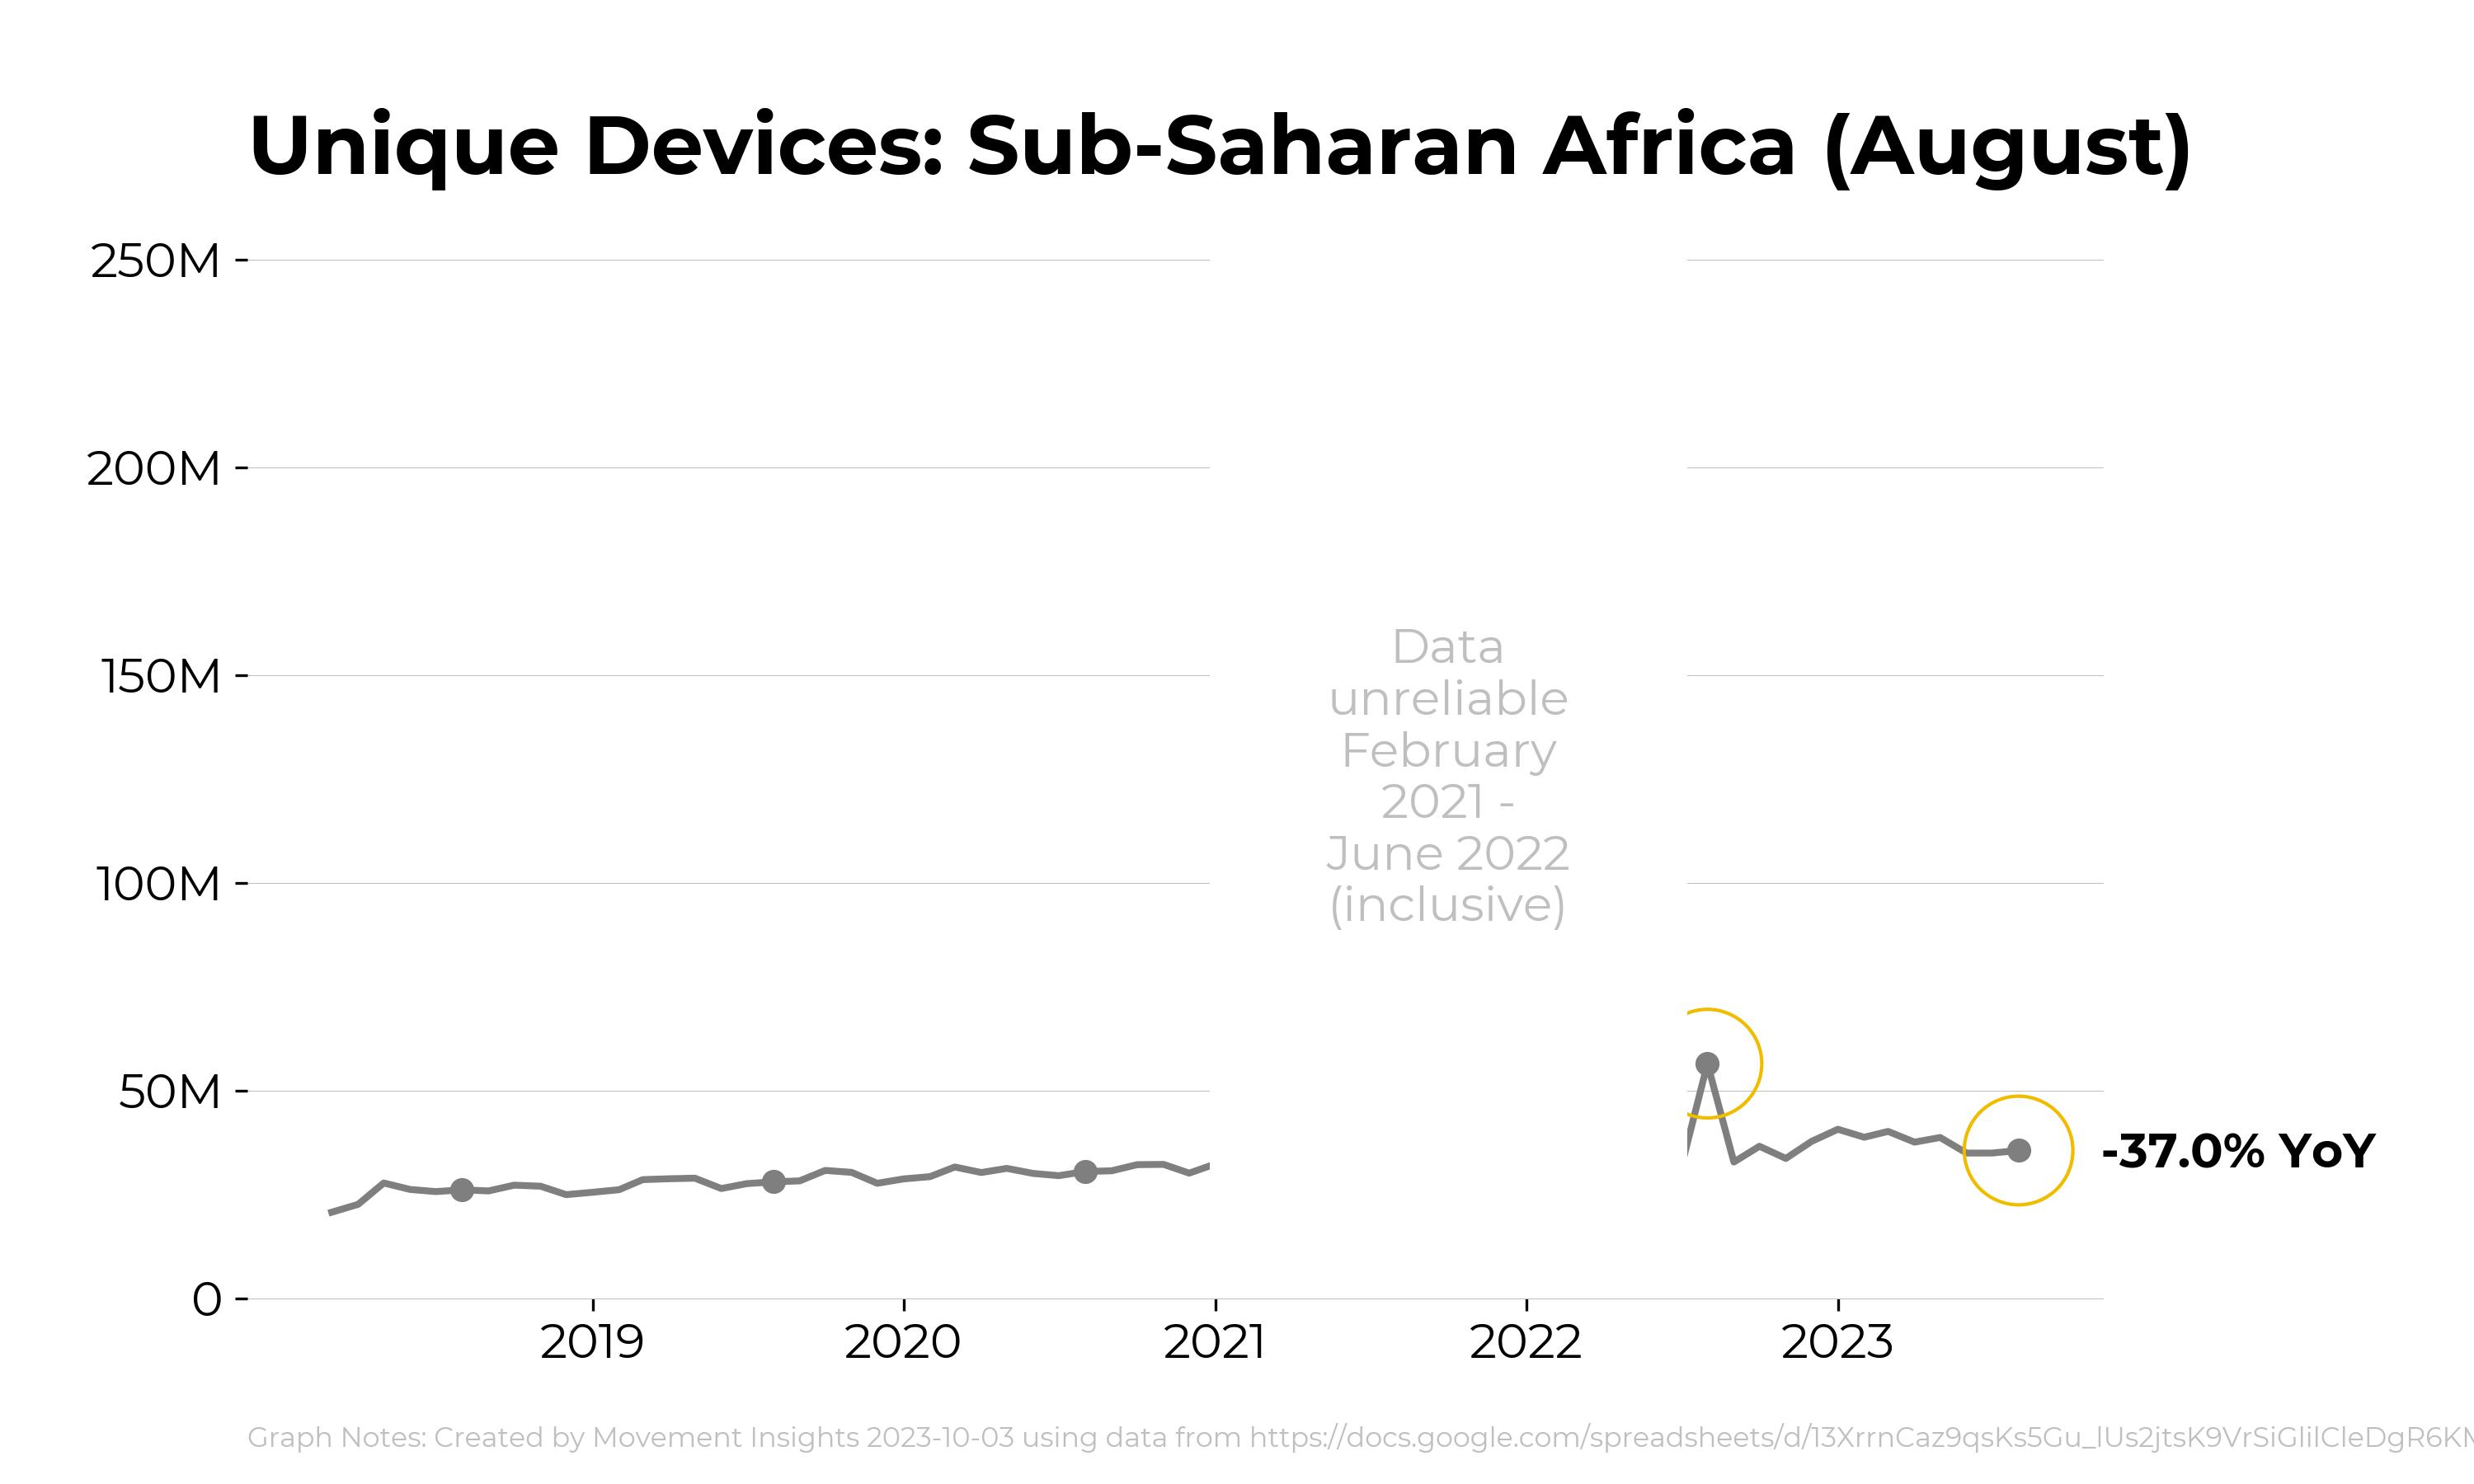 Unique Devices: Sub-Saharan Africa (August)
250M
200M
150M
100M
50M
0
Data
unreliable
February
2021 -
June 2022
(inclusive)
-37.0% YoY
2019
2020
2021
2022
2023
Graph Notes: Created by Movement Insights 2023-10-03 using data from https://docs.google.com/spreadsheets/d/13XrrnCaz9qsKs5Gu_lUs2jtsK9VrSiGlilCleDgR6KM